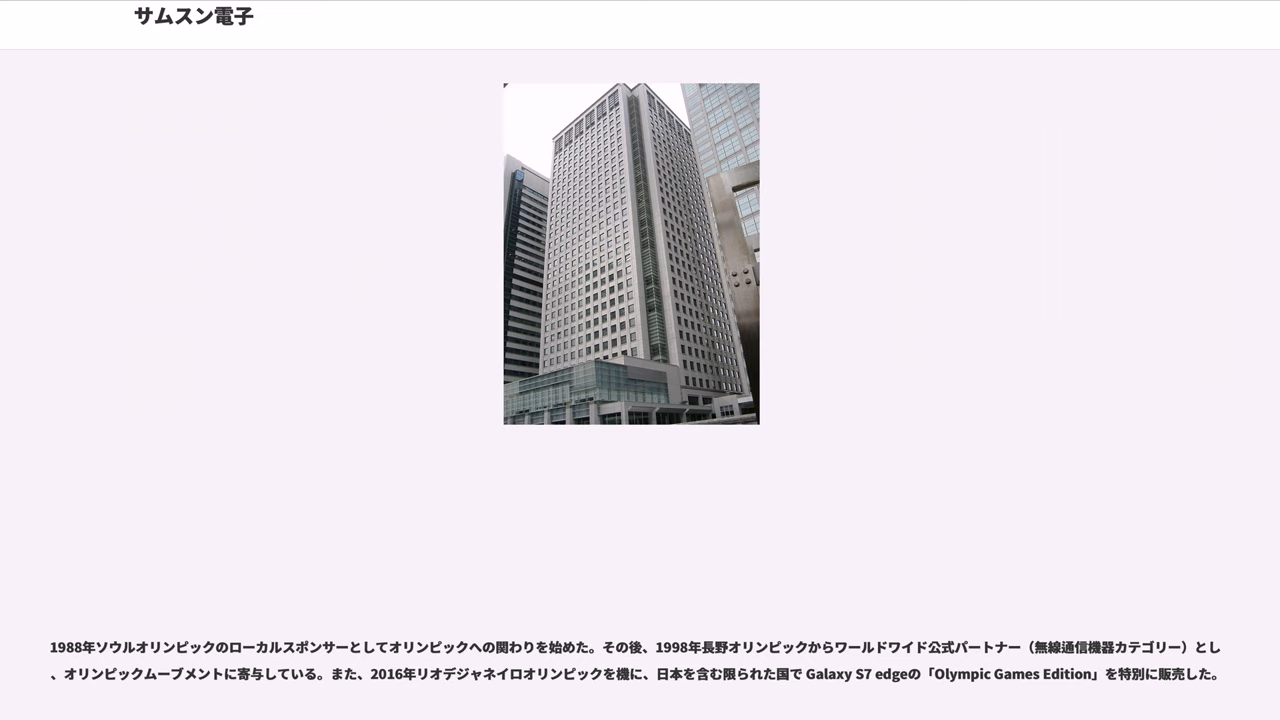 サムスン電子
1988年ソウルオリンピックのローカルスポンサーとしてオリンピックへの関わりを始めた。その後、1998年長野オリンピックからワールドワイド公式パートナー（無線通信機器カテゴリー）とし
、オリンピックムーブメントに寄与している。また、2016年リオデジャネイロオリンピックを機に、日本を含む限られた国で Galaxy S7 edgeの「Olympic Games Edition」を特別に販売した。